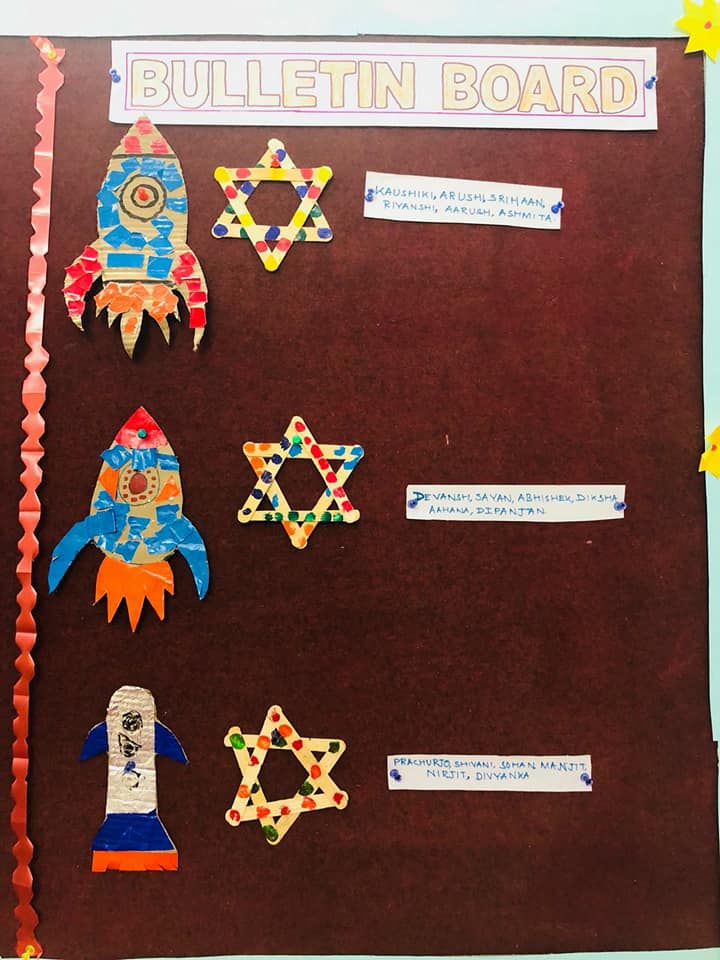 BULLETIN BOARD
KAUSHIKI, ARUSHI, SRIHAAN,
RIYANSHI, AARUSH, ASHMITA.
DEVANSH, SAYAN, ABHISHEK, DIKSHA
AAHANA, DIPANJAN.
PRACHURJO, SHIVANI, SOHAN MANJIT,
NIRJIT, DIVYANKA